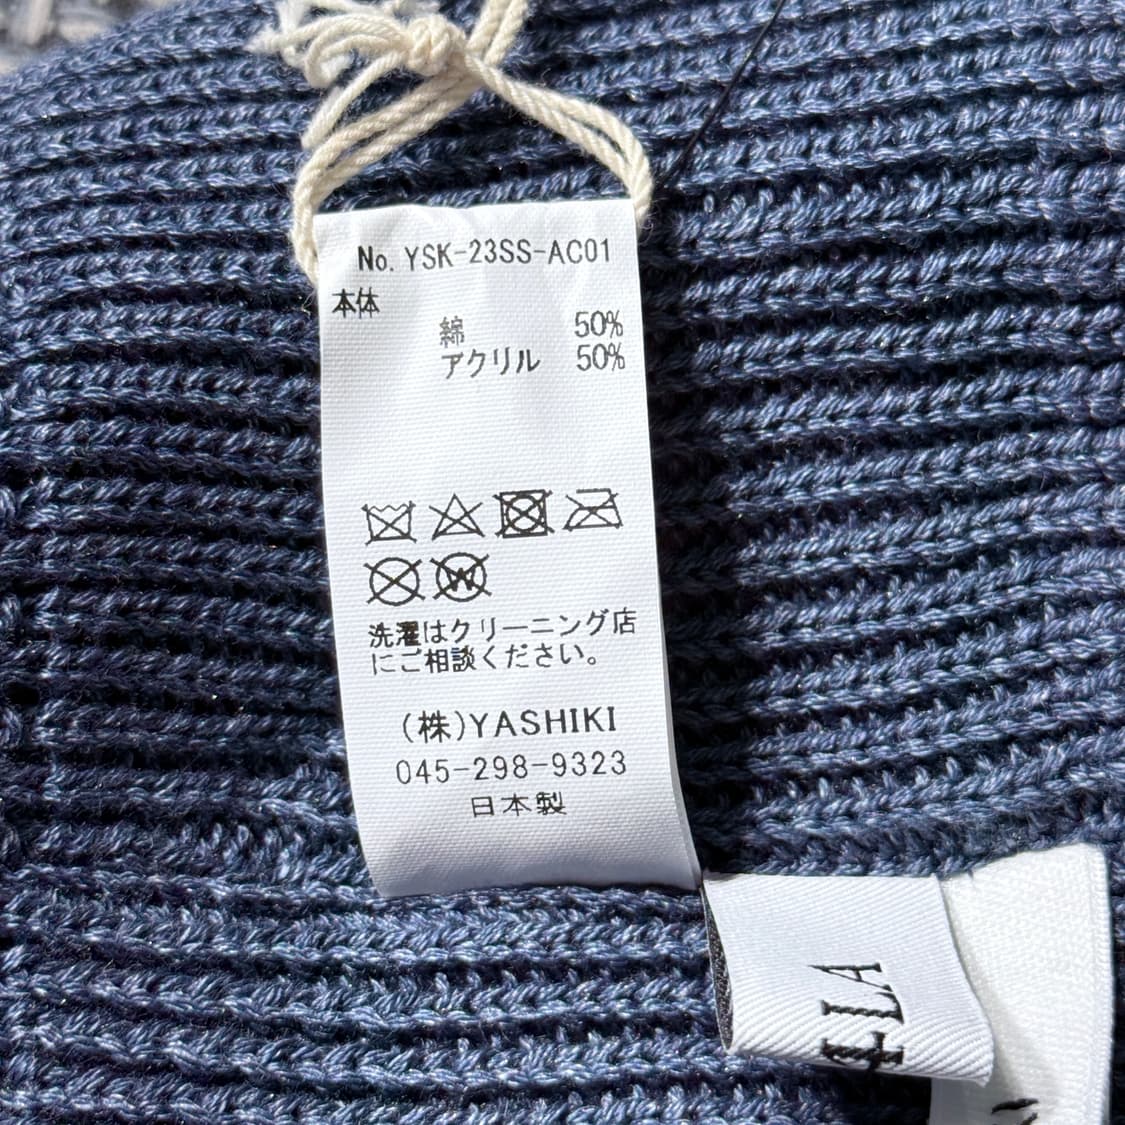 No. YSK-23SS-AC01
本体
綿 50%
アクリル 50%
W
洗濯はクリーニング店
にご相談ください。
(株)YASHIKI
045-298-9323
日本製
LA